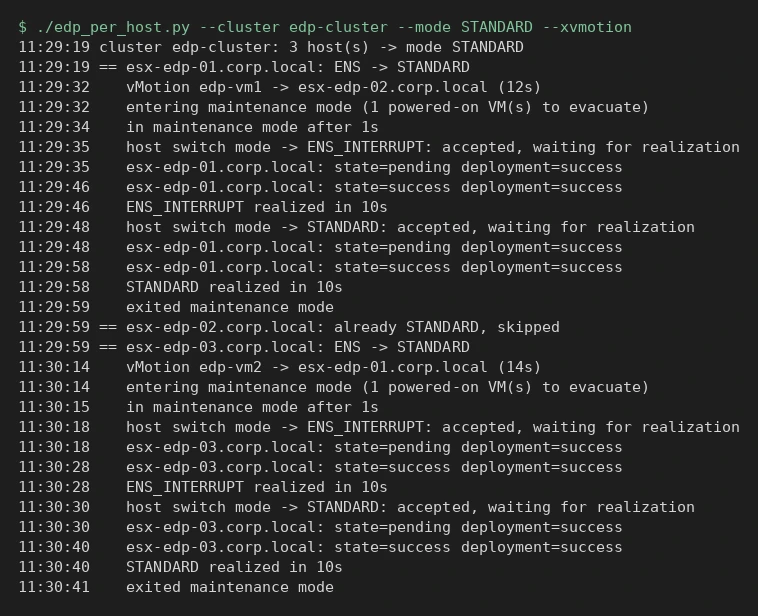 $ ./edp_per_host.py --cluster edp-cluster --mode STANDARD --xvmotion
11:29:19 cluster edp-cluster: 3 host(s) -> mode STANDARD
11:29:19 == esx-edp-01.corp.local: ENS -> STANDARD
11:29:32    vMotion edp-vm1 -> esx-edp-02.corp.local (12s)
11:29:32    entering maintenance mode (1 powered-on VM(s) to evacuate)
11:29:34    in maintenance mode after 1s
11:29:35    host switch mode -> ENS_INTERRUPT: accepted, waiting for realization
11:29:35    esx-edp-01.corp.local: state=pending deployment=success
11:29:46    esx-edp-01.corp.local: state=success deployment=success
11:29:46    ENS_INTERRUPT realized in 10s
11:29:48    host switch mode -> STANDARD: accepted, waiting for realization
11:29:48    esx-edp-01.corp.local: state=pending deployment=success
11:29:58    esx-edp-01.corp.local: state=success deployment=success
11:29:58    STANDARD realized in 10s
11:29:59    exited maintenance mode
11:29:59 == esx-edp-02.corp.local: already STANDARD, skipped
11:29:59 == esx-edp-03.corp.local: ENS -> STANDARD
11:30:14    vMotion edp-vm2 -> esx-edp-01.corp.local (14s)
11:30:14    entering maintenance mode (1 powered-on VM(s) to evacuate)
11:30:15    in maintenance mode after 1s
11:30:18    host switch mode -> ENS_INTERRUPT: accepted, waiting for realization
11:30:18    esx-edp-03.corp.local: state=pending deployment=success
11:30:28    esx-edp-03.corp.local: state=success deployment=success
11:30:28    ENS_INTERRUPT realized in 10s
11:30:30    host switch mode -> STANDARD: accepted, waiting for realization
11:30:30    esx-edp-03.corp.local: state=pending deployment=success
11:30:40    esx-edp-03.corp.local: state=success deployment=success
11:30:40    STANDARD realized in 10s
11:30:41    exited maintenance mode